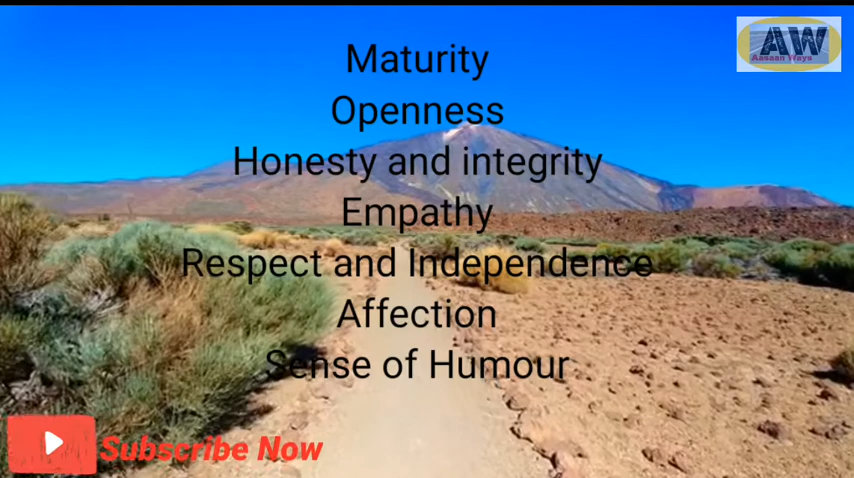 AW
Aasaan Ways
Maturity
Openness
Honesty and integrity
Empathy
Respect and Independence
Affection
Sense of Humour
Subscribe Now